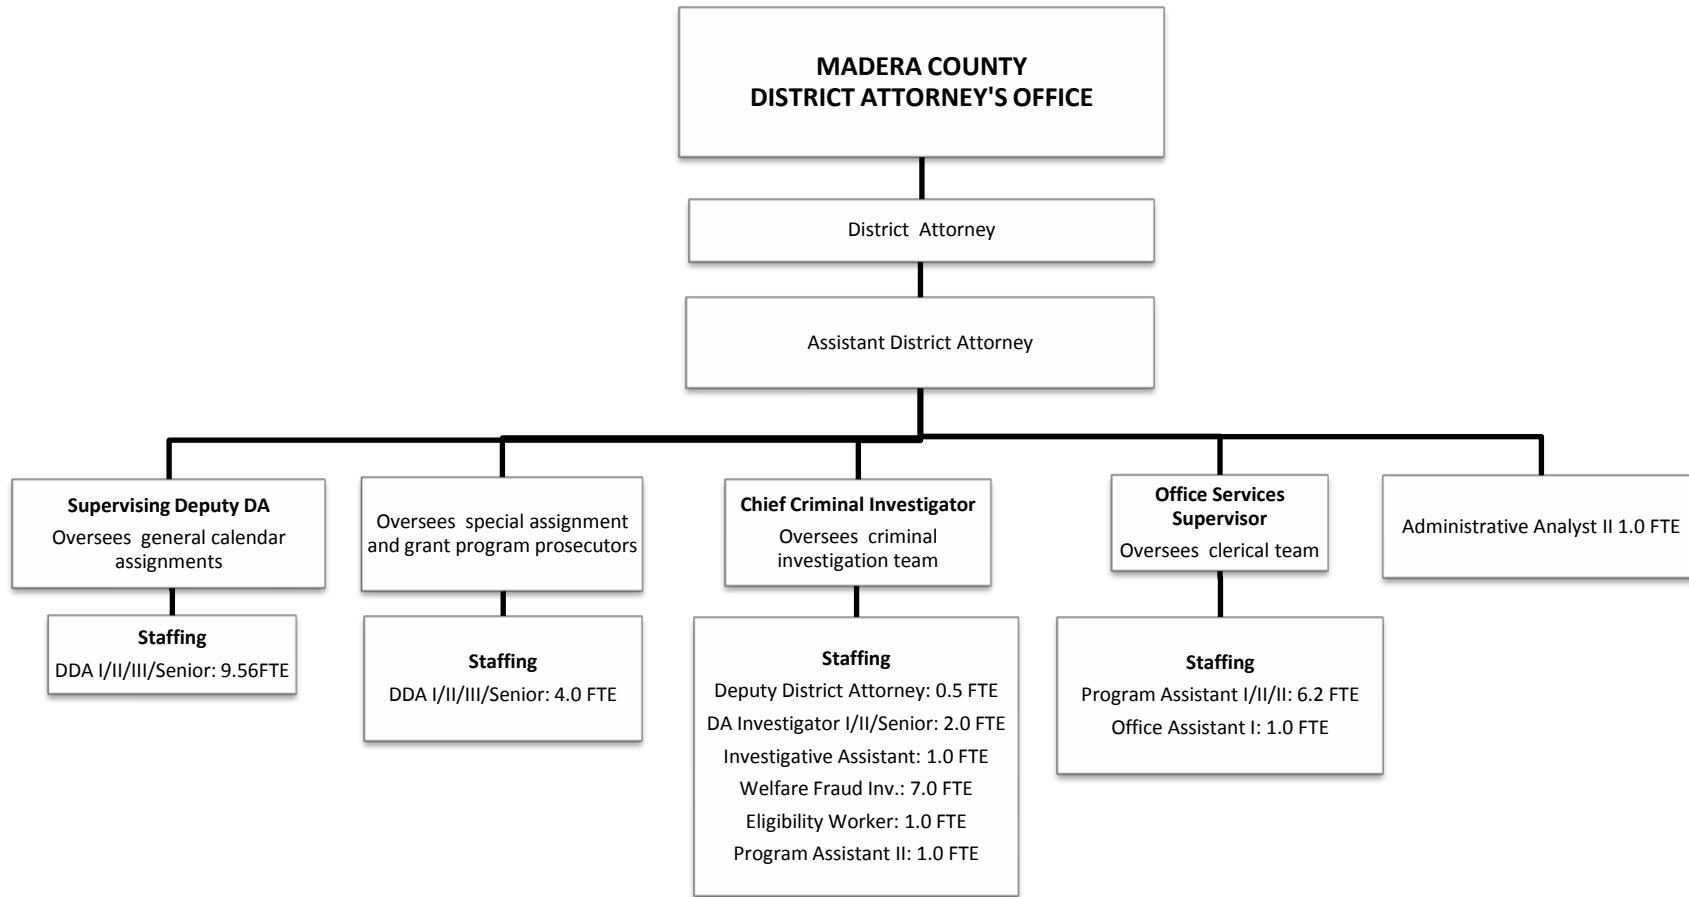 MADERA COUNTY
DISTRICT ATTORNEY'S OFFICE
District  Attorney
Assistant District Attorney
Supervising Deputy DA
Oversees  general calendar
assignments
Staffing
DDA I/II/III/Senior: 9.56FTE
Oversees  special assignment
and grant program prosecutors
Staffing
DDA I/II/III/Senior: 4.0 FTE
Chief Criminal Investigator
Oversees  criminal
investigation team
Staffing
Deputy District Attorney: 0.5 FTE
DA Investigator I/II/Senior: 2.0 FTE
Investigative Assistant: 1.0 FTE
Welfare Fraud Inv.: 7.0 FTE
Eligibility Worker: 1.0 FTE
Program Assistant II: 1.0 FTE
Office Services
Supervisor
Oversees  clerical team
Staffing
Program Assistant I/II/II: 6.2 FTE
Office Assistant I: 1.0 FTE
Administrative Analyst II 1.0 FTE